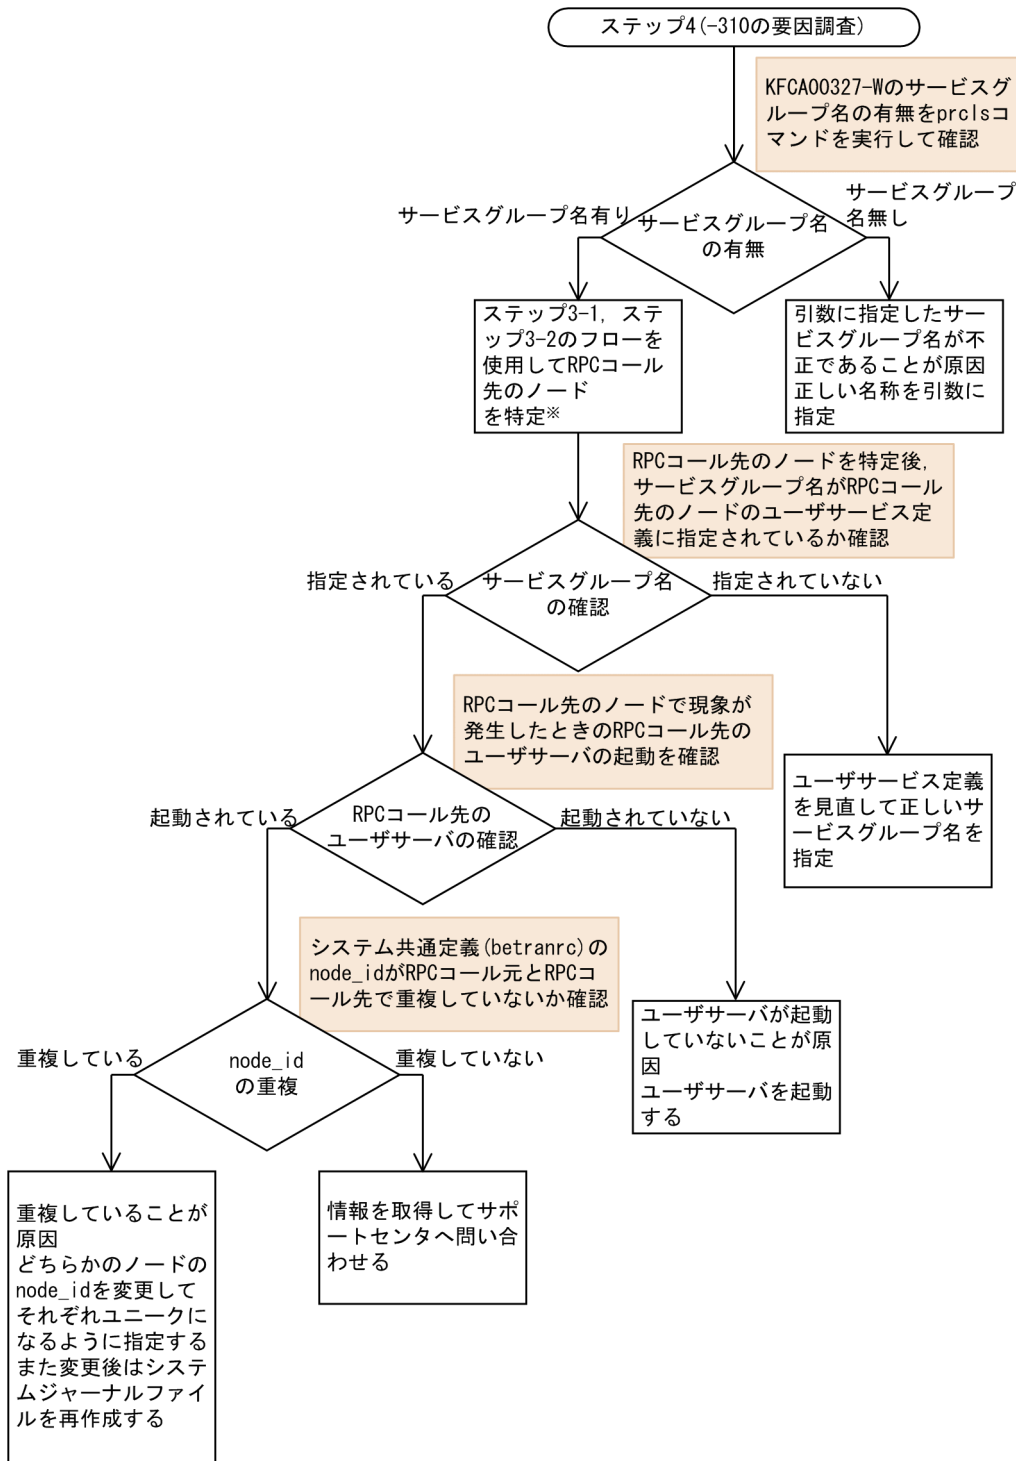 ステップ4(-310の要因調査)
KFCA00327-Wのサービスグ
ループ名の有無をprclsコ
マンドを実行して確認
サービスグループ名有り
サービスグループ名
の有無
サービスグループ
名無し
ステップ3-1, ステ
ップ3-2のフローを
使用してRPCコール
先のノード
を特定※
引数に指定したサー
ビスグループ名が不
正であることが原因
正しい名称を引数に
指定
RPCコール先のノードを特定後,
サービスグループ名がRPCコール
先のノードのユーザサービス定
義に指定されているか確認
指定されている
サービスグループ名
の確認
指定されていない
RPCコール先のノードで現象が
発生したときのRPCコール先の
ユーザサーバの起動を確認
ユーザサービス定義
を見直して正しいサ
ービスグループ名を
指定
起動されている
RPCコール先の
ユーザサーバの確認
起動されていない
システム共通定義(betranrc)の
node_idがRPCコール元とRPCコ
ール先で重複していないか確認
ユーザサーバが起動
していないことが原
因
ユーザサーバを起動
する
重複している
node_id
の重複
重複していない
重複していることが
原因
どちらかのノードの
node_idを変更して
それぞれユニークに
なるように指定する
また変更後はシステ
ムジャーナルファイ
ルを再作成する
情報を取得してサポ
ートセンタへ問い合
わせる